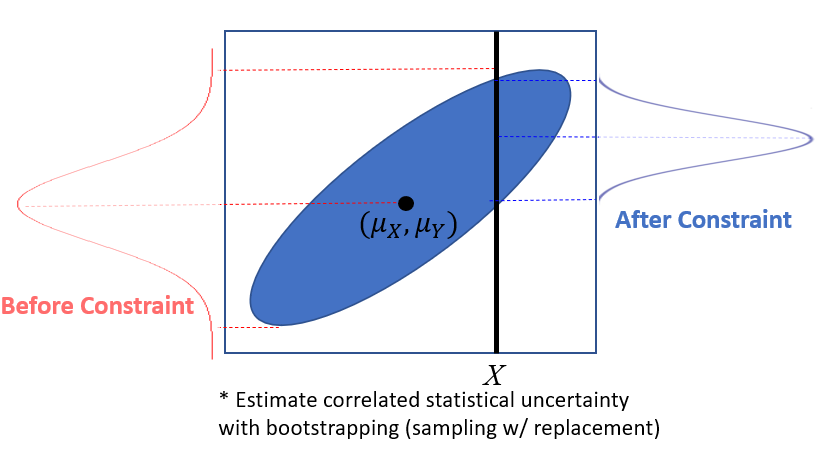 (μ_X, μ_Y)
After Constraint
Before Constraint
X
* Estimate correlated statistical uncertainty
with bootstrapping (sampling w/ replacement)